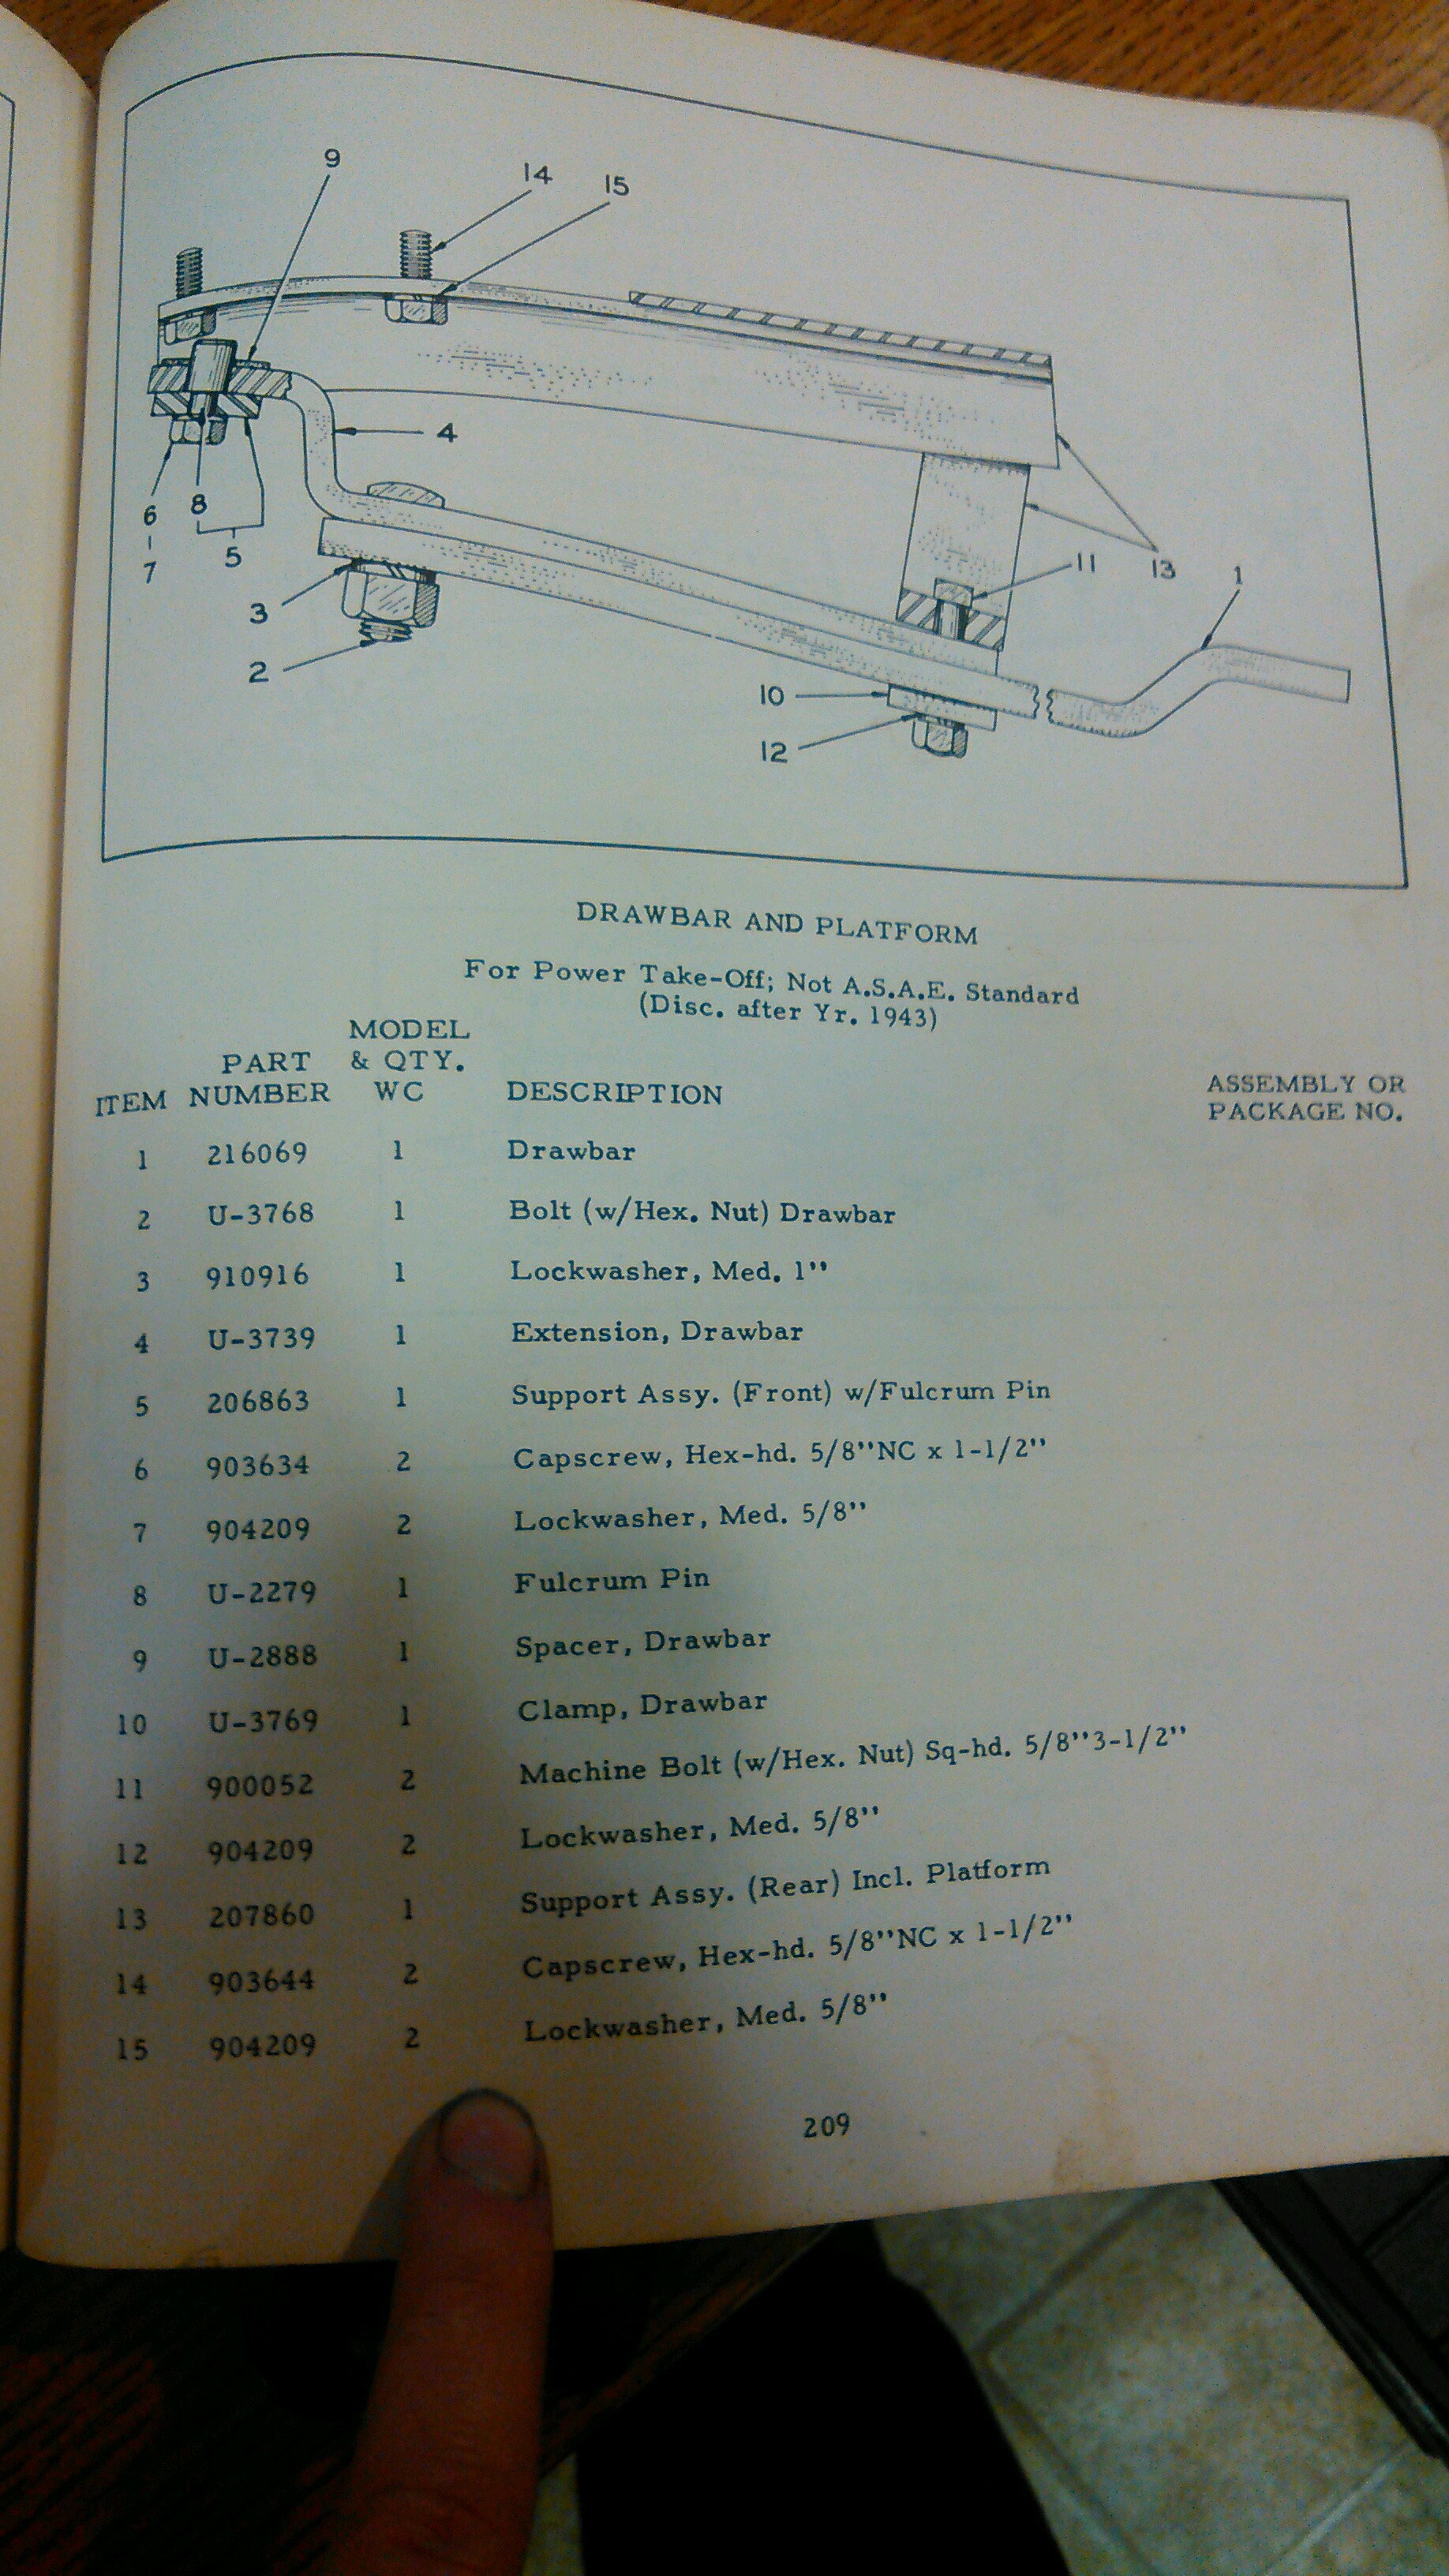 9
14
15
4
6
-
7
8
5
3
2
11
13
1
10
12
DRAWBAR AND PLATFORM
For Power Take-Off; Not A.S.A.E. Standard
(Disc. after Yr. 1943)
MODEL
PART & QTY.
ITEM NUMBER WC DESCRIPTION ASSEMBLY OR PACKAGE NO.
1 216069 1 Drawbar
2 U-3768 1 Bolt (w/Hex. Nut) Drawbar
3 910916 1 Lockwasher, Med. 1"
4 U-3739 1 Extension, Drawbar
5 206863 1 Support Assy. (Front) w/Fulcrum Pin
6 903634 2 Capscrew, Hex-hd. 5/8"NC x 1-1/2"
7 904209 2 Lockwasher, Med. 5/8"
8 U-2279 1 Fulcrum Pin
9 U-2888 1 Spacer, Drawbar
10 U-3769 1 Clamp, Drawbar
11 900052 2 Machine Bolt (w/Hex. Nut) Sq-hd. 5/8"3-1/2"
12 904209 2 Lockwasher, Med. 5/8"
13 207860 1 Support Assy. (Rear) Incl. Platform
14 903644 2 Capscrew, Hex-hd. 5/8"NC x 1-1/2"
15 904209 2 Lockwasher, Med. 5/8"
209